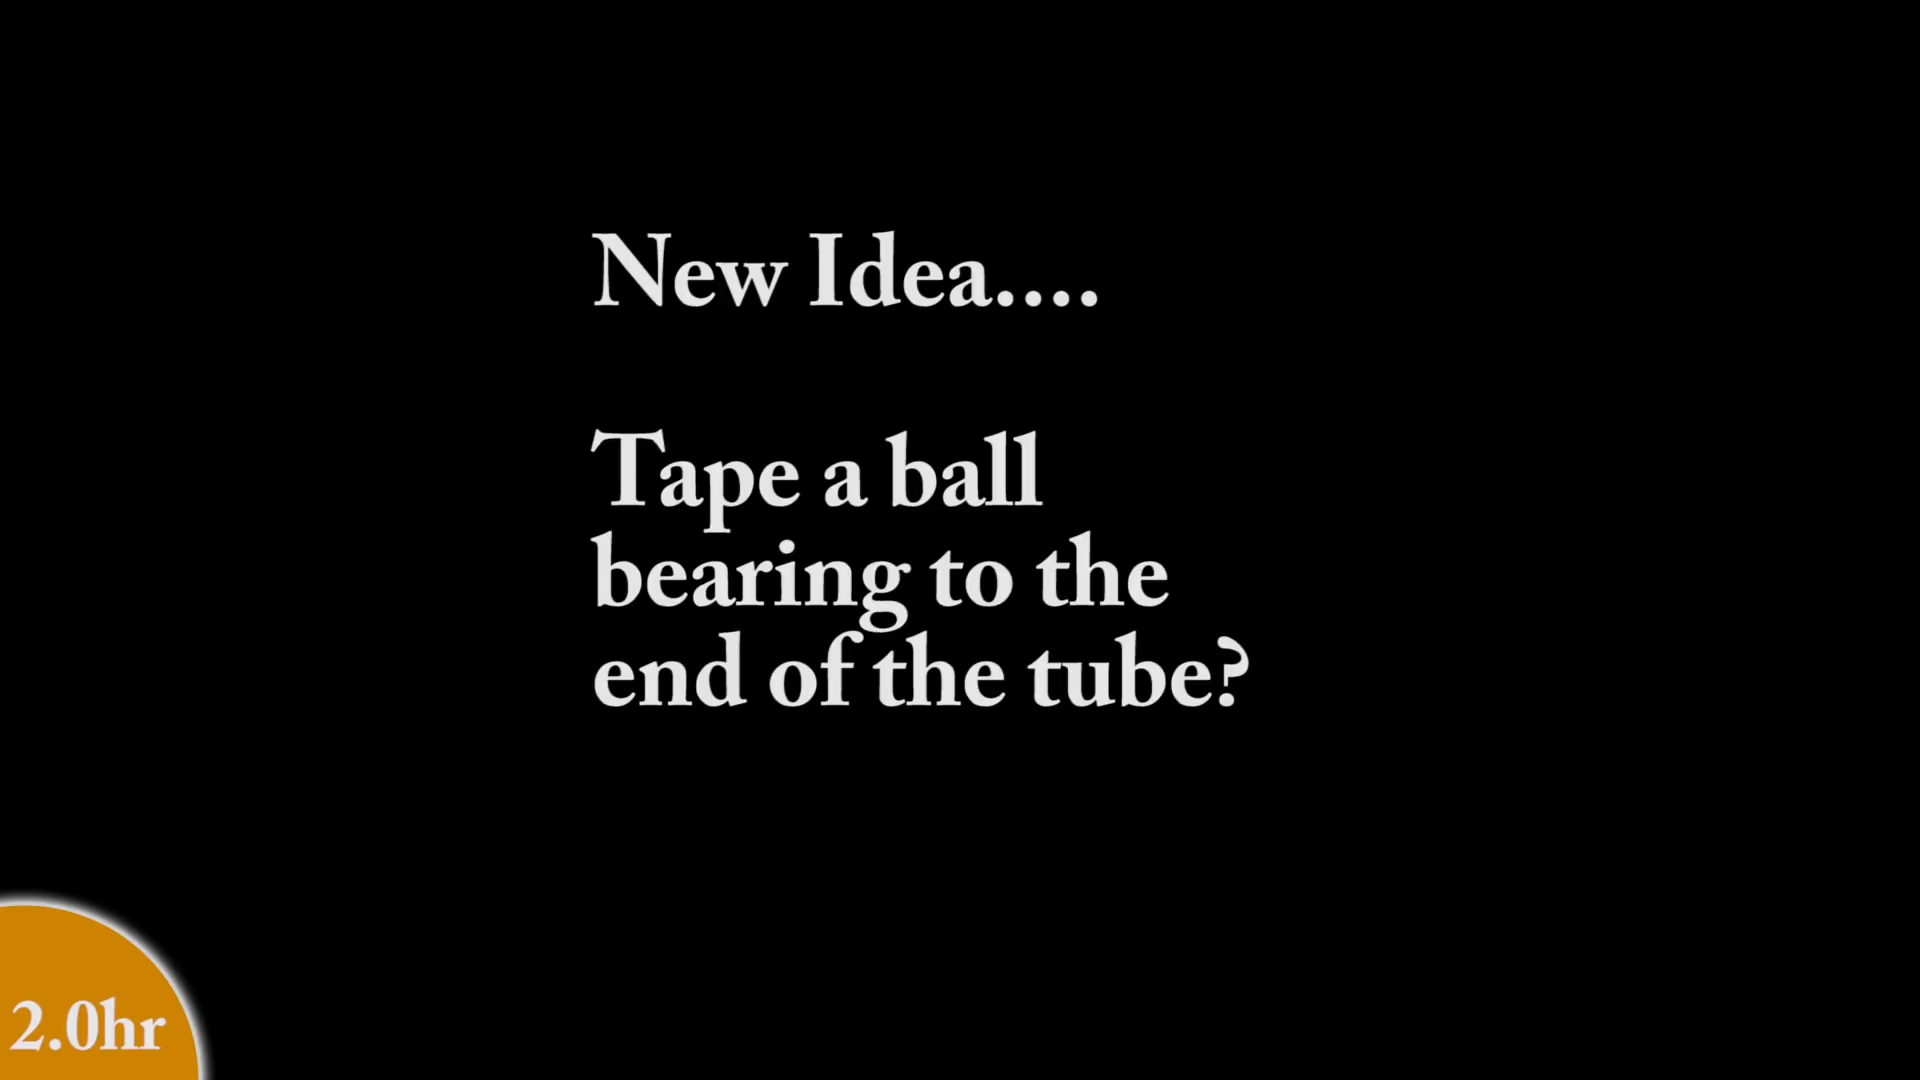 New Idea....
Tape a ball
bearing to the
end of the tube?
2.0hr